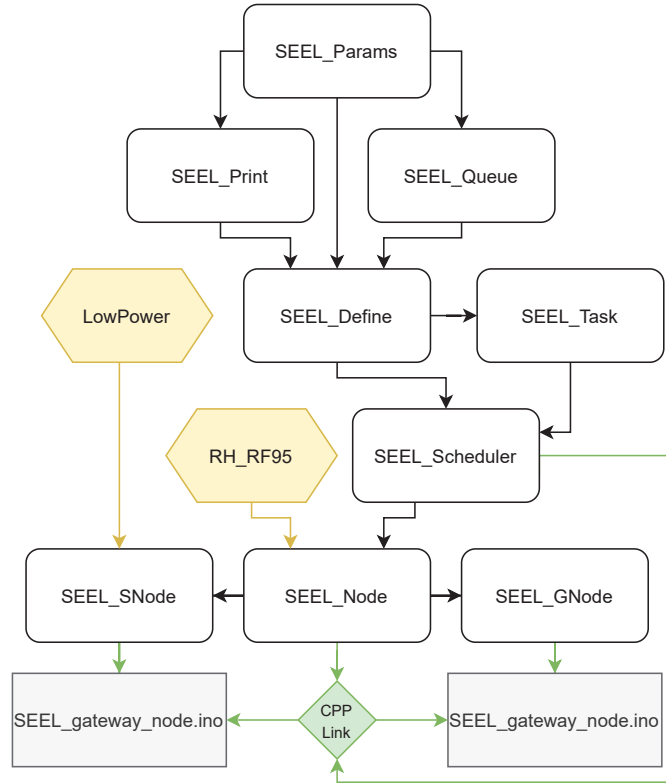 SEEL_Params
SEEL_Print
SEEL_Queue
LowPower
SEEL_Define
SEEL_Task
RH_RF95
SEEL_Scheduler
SEEL_SNode
SEEL_Node
SEEL_GNode
SEEL_gateway_node.ino
CPP
Link
SEEL_gateway_node.ino